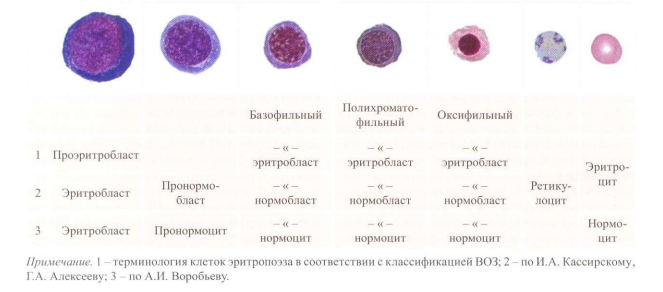 Базофильный Полихромато-фильный Оксифильный
1 Проэритробласт – « – эритробласт – « – эритробласт – « – эритробласт Эритро-цит
2 Эритробласт Пронормо-бласт – « – нормобласт – « – нормобласт – « – нормобласт Ретику-лоцит
3 Эритробласт Пронормоцит – « – нормоцит – « – нормоцит – « – нормоцит Нормо-цит
Примечание. 1 – терминология клеток эритропоэза в соответствии с классификацией ВОЗ; 2 – по И.А. Кассирскому,
Г.А. Алексееву; 3 – по А.И. Воробьеву.